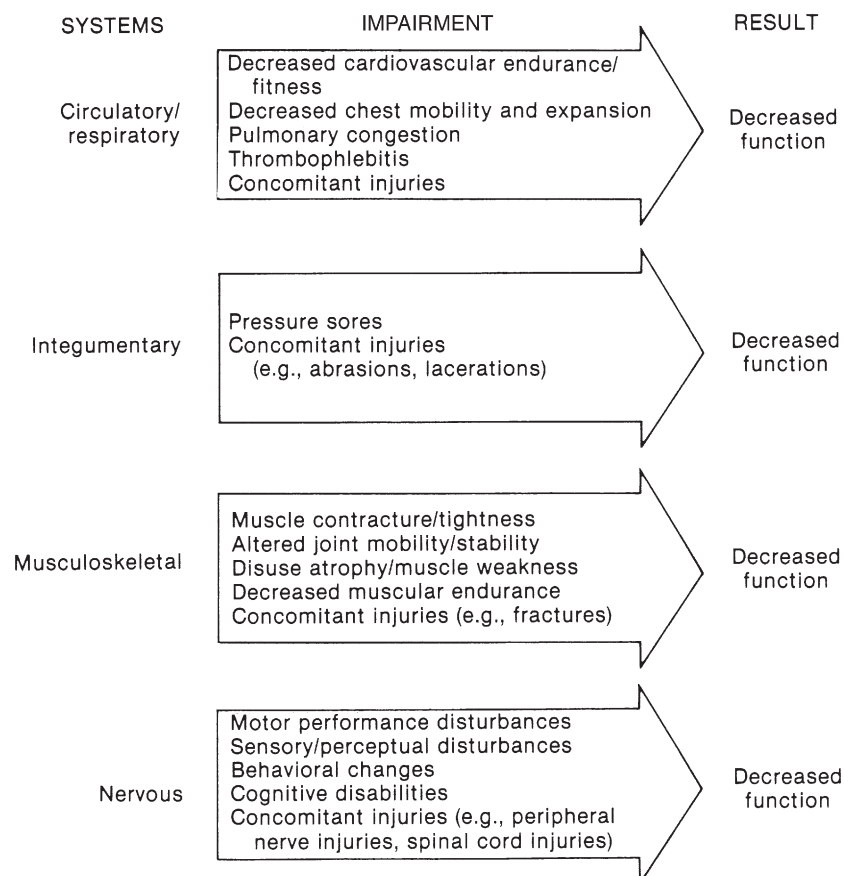 SYSTEMS IMPAIRMENT RESULT
Circulatory/
respiratory
Decreased cardiovascular endurance/
fitness
Decreased chest mobility and expansion
Pulmonary congestion
Thrombophlebitis
Concomitant injuries
Decreased
function
Integumentary
Pressure sores
Concomitant injuries
(e.g., abrasions, lacerations)
Decreased
function
Musculoskeletal
Muscle contracture/tightness
Altered joint mobility/stability
Disuse atrophy/muscle weakness
Decreased muscular endurance
Concomitant injuries (e.g., fractures)
Decreased
function
Nervous
Motor performance disturbances
Sensory/perceptual disturbances
Behavioral changes
Cognitive disabilities
Concomitant injuries (e.g., peripheral
nerve injuries, spinal cord injuries)
Decreased
function